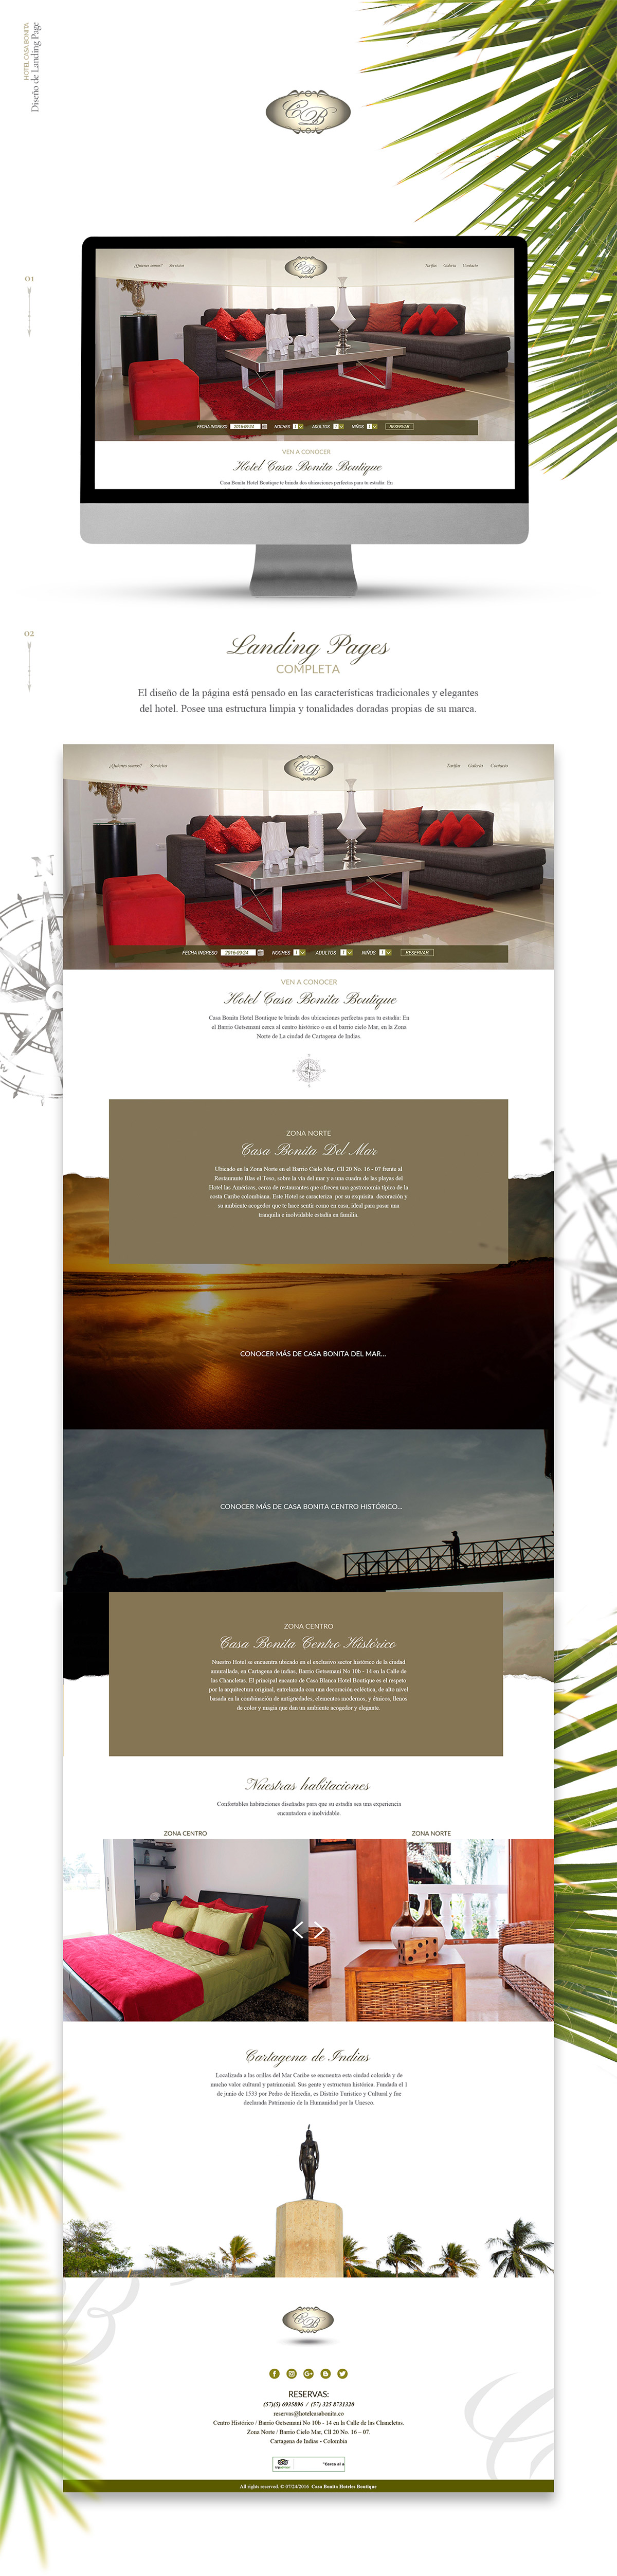 HOTEL CASA BONITA
Diseño de Landing Page
CB
01
¿Quienes somos?
Servicios
CB
Tarifas
Galeria
Contacto
FECHA INGRESO
2016-09-24
NOCHES
1
ADULTOS
NIÑOS
RESERVAR
VEN A CONOCER
Hotel Casa Bonita Boutique
Casa Bonita Hotel Boutique te brinda dos ubicaciones perfectas para tu estadía: En
02
Landing Pages
COMPLETA
El diseño de la página está pensado en las características tradicionales y elegantes
del hotel. Posee una estructura limpia y tonalidades doradas propias de su marca.
¿Quienes somos?
Servicios
CB
Tarifas
Galeria
Contacto
FECHA INGRESO
2016-09-24
NOCHES
1
ADULTOS
1
NIÑOS
1
RESERVAR
VEN A CONOCER
Hotel Casa Bonita Boutique
Casa Bonita Hotel Boutique te brinda dos ubicaciones perfectas para tu estadía: En
el Barrio Getsemaní cerca al centro histórico o en el barrio cielo Mar, en la Zona
Norte de La ciudad de Cartagena de Indias.
N
ZONA NORTE
Casa Bonita Del Mar
Ubicado en la Zona Norte en el Barrio Cielo Mar, Cll 20 No. 16 - 07 frente al
Restaurante Blas el Teso, sobre la vía del mar y a una cuadra de las playas del
Hotel las Américas, cerca de restaurantes que ofrecen una gastronomía típica de la
costa Caribe colombiana. Este Hotel se caracteriza por su exquisita decoración y
su ambiente acogedor que te hace sentir como en casa, ideal para pasar una
tranquila e inolvidable estadía en familia.
CONOCER MÁS DE CASA BONITA DEL MAR...
CONOCER MÁS DE CASA BONITA CENTRO HISTÓRICO...
ZONA CENTRO
Casa Bonita Centro Histórico
Nuestro Hotel se encuentra ubicado en el exclusivo sector histórico de la ciudad
amurallada, en Cartagena de indias, Barrio Getsemaní No 10b - 14 en la Calle de
las Chancletas. El principal encanto de Casa Blanca Hotel Boutique es el respeto
por la arquitectura original, entrelazada con una decoración ecléctica, de alto nivel
basada en la combinación de antigüedades, elementos modernos, y étnicos, llenos
de color y magia que dan un ambiente acogedor y elegante.
Nuestras habitaciones
Confortables habitaciones diseñadas para que su estadía sea una experiencia
encantadora e inolvidable.
ZONA CENTRO
ZONA NORTE
Cartagena de Indias
Localizada a las orillas del Mar Caribe se encuentra esta ciudad colorida y de
mucho valor cultural y patrimonial. Sus gente y estructura histórica. Fundada el 1
de junio de 1533 por Pedro de Heredia, es Distrito Turístico y Cultural y fue
declarada Patrimonio de la Humanidad por la Unesco.
CB
RESERVAS:
(57)(5) 6935896 / (57) 325 8731320
reservas@hotelcasabonita.co
Centro Histórico / Barrio Getsemaní No 10b - 14 en la Calle de las Chancletas.
Zona Norte / Barrio Cielo Mar, Cll 20 No. 16 – 07.
Cartagena de Indias - Colombia
"Cerca al a
All rights reserved. © 07/24/2016 Casa Bonita Hoteles Boutique